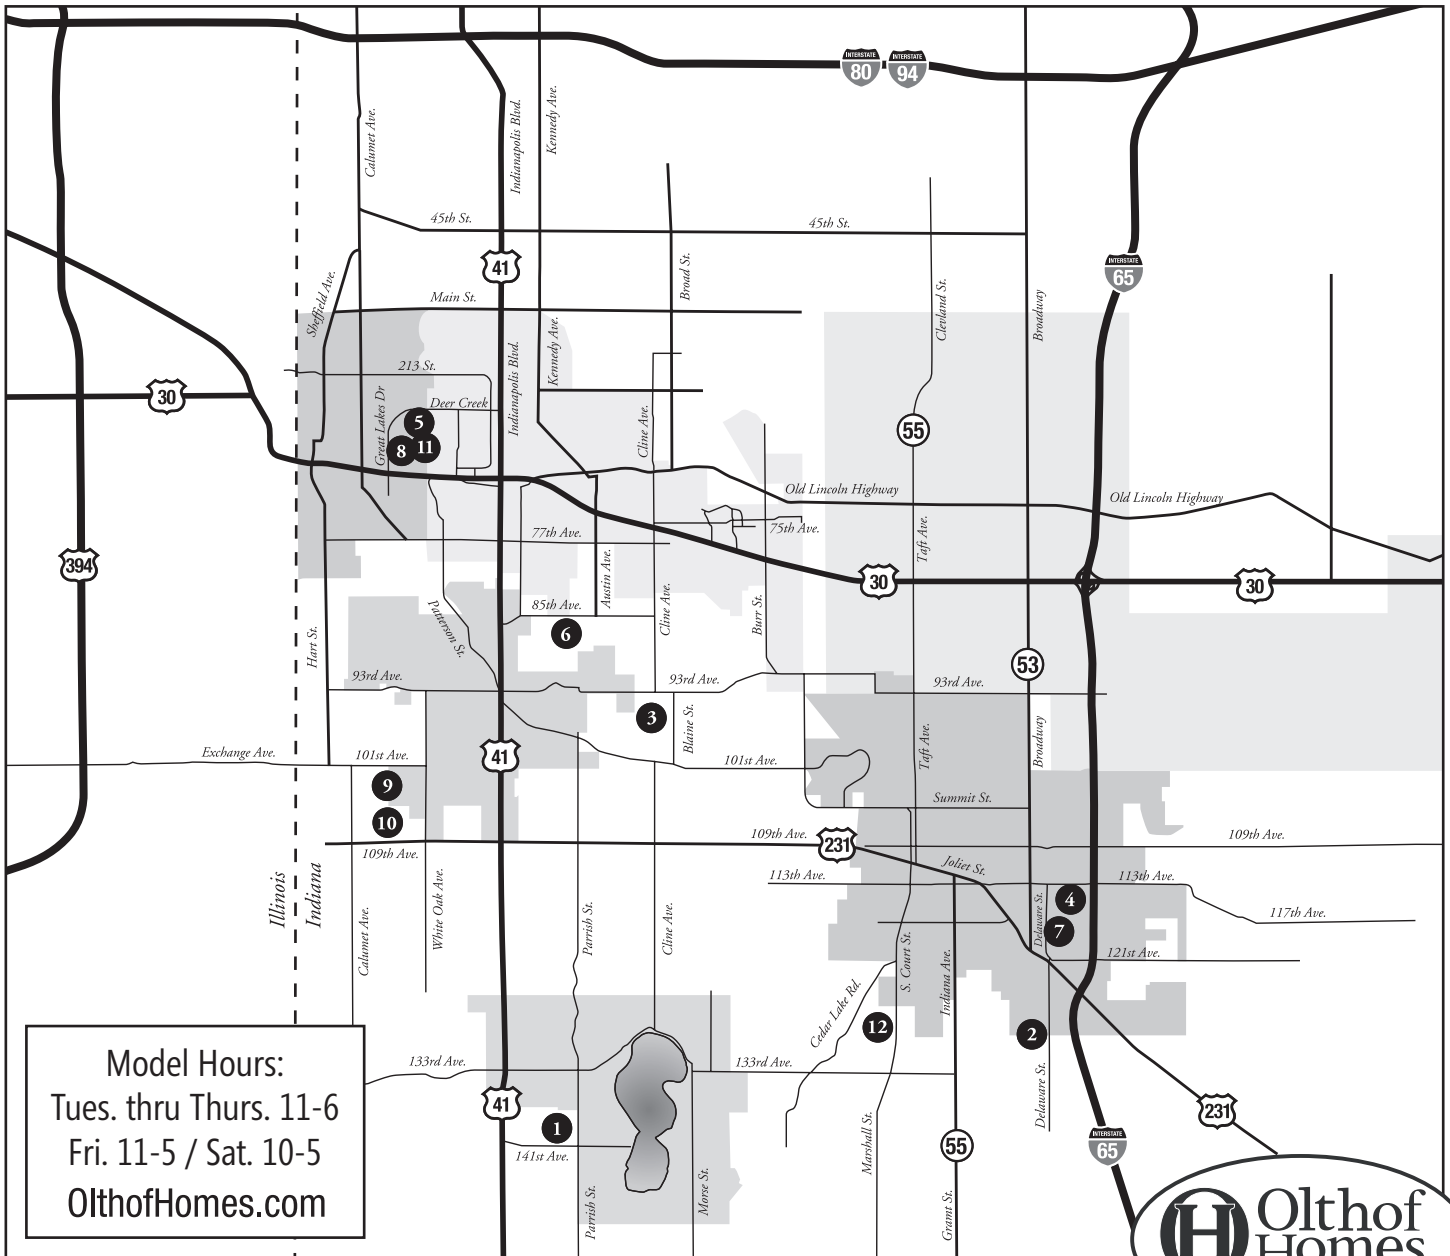 INTERSTATE
80
INTERSTATE
94
Calumet Ave.
Indianapolis Blvd.
Kennedy Ave.
45th St.
45th St.
41
Broad St.
INTERSTATE
65
Sheffield Ave.
Main St.
Clevland St.
Broadway
Kennedy Ave.
Indianapolis Blvd.
213 St.
30
Great Lakes Dr
Deer Creek
5
8
11
Cline Ave.
55
Old Lincoln Highway
Old Lincoln Highway
77th Ave.
75th Ave.
Taft Ave.
394
30
30
Austin Ave.
85th Ave.
Cline Ave.
Burr St.
Patterson St.
6
Hart St.
93rd Ave.
93rd Ave.
93rd Ave.
53
3
Blaine St.
Taft Ave.
Broadway
Exchange Ave.
101st Ave.
41
101st Ave.
9
10
Summit St.
109th Ave.
109th Ave.
231
109th Ave.
Joliet St.
113th Ave.
113th Ave.
Illinois
Indiana
White Oak Ave.
Calumet Ave.
Parrish St.
Cline Ave.
Delaware St.
4
7
117th Ave.
121st Ave.
S. Court St.
Indiana Ave.
Cedar Lake Rd.
12
2
133rd Ave.
133rd Ave.
Delaware St.
41
1
141st Ave.
Marshall St.
55
INTERSTATE
65
231
Parrish St.
Morse St.
Gramt St.
Model Hours:
Tues. thru Thurs. 11-6
Fri. 11-5 / Sat. 10-5
OlthofHomes.com
H
Olthof
Homes